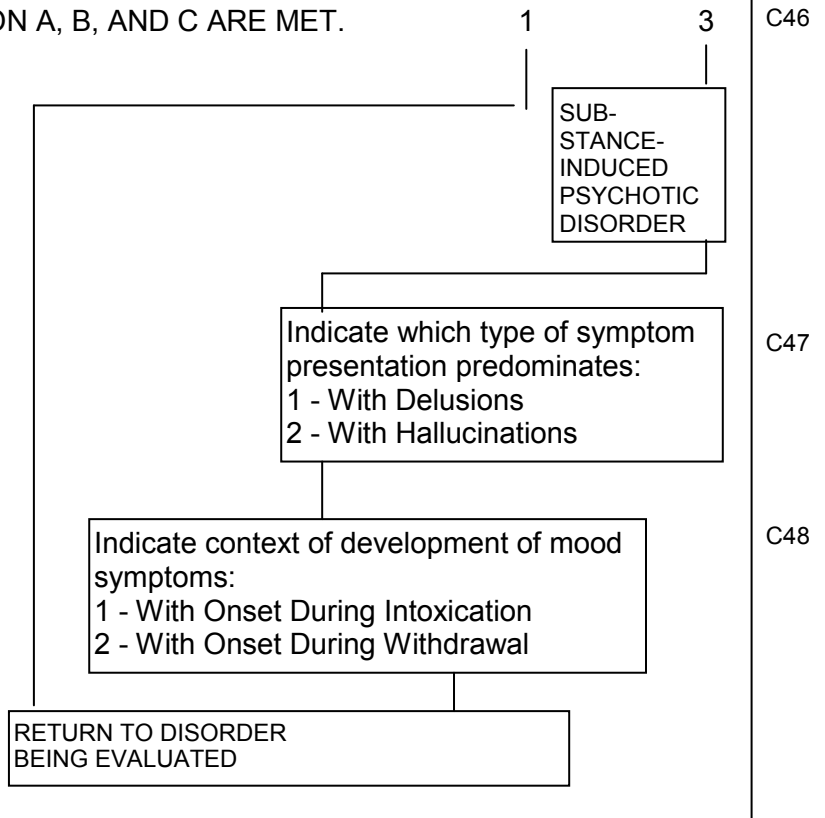 ON A, B, AND C ARE MET. 1 3 C46
SUB-
STANCE-
INDUCED
PSYCHOTIC
DISORDER
Indicate which type of symptom C47
presentation predominates:
1 - With Delusions
2 - With Hallucinations
Indicate context of development of mood C48
symptoms:
1 - With Onset During Intoxication
2 - With Onset During Withdrawal
RETURN TO DISORDER
BEING EVALUATED